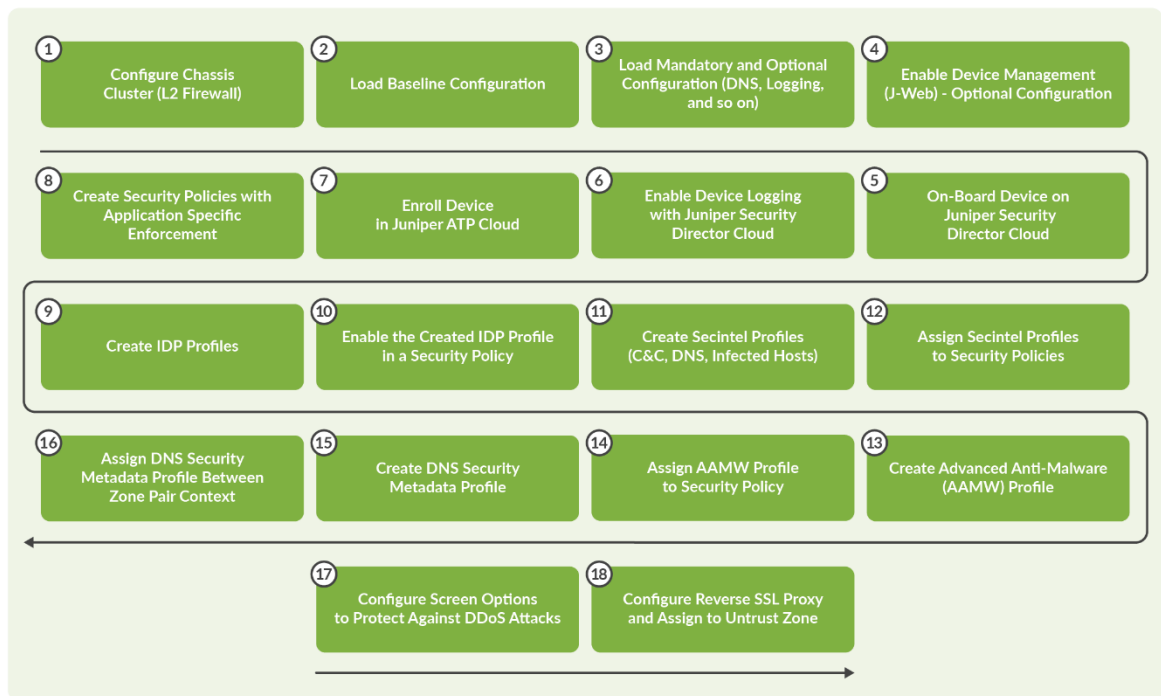 1
Configure Chassis
Cluster (L2 Firewall)
2
Load Baseline Configuration
3
Load Mandatory and Optional
Configuration (DNS, Logging,
and so on)
4
Enable Device Management
(J-Web) - Optional Configuration
5
On-Board Device on
Juniper Security
Director Cloud
6
Enable Device Logging
with Juniper Security
Director Cloud
7
Enroll Device
in Juniper ATP Cloud
8
Create Security Policies with
Application Specific
Enforcement
9
Create IDP Profiles
10
Enable the Created IDP Profile
in a Security Policy
11
Create Secintel Profiles
(C&C, DNS, Infected Hosts)
12
Assign Secintel Profiles
to Security Policies
13
Create Advanced Anti-Malware
(AAMW) Profile
14
Assign AAMW Profile
to Security Policy
15
Create DNS Security
Metadata Profile
16
Assign DNS Security
Metadata Profile Between
Zone Pair Context
17
Configure Screen Options
to Protect Against DDoS Attacks
18
Configure Reverse SSL Proxy
and Assign to Untrust Zone